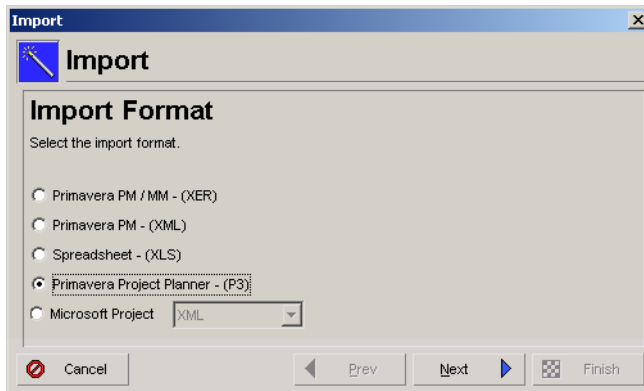 Import
Import
Import Format
Select the import format.
Primavera PM / MM - (XER)
Primavera PM - (XML)
Spreadsheet - (XLS)
Primavera Project Planner - (P3)
Microsoft Project XML
Cancel Prev Next Finish